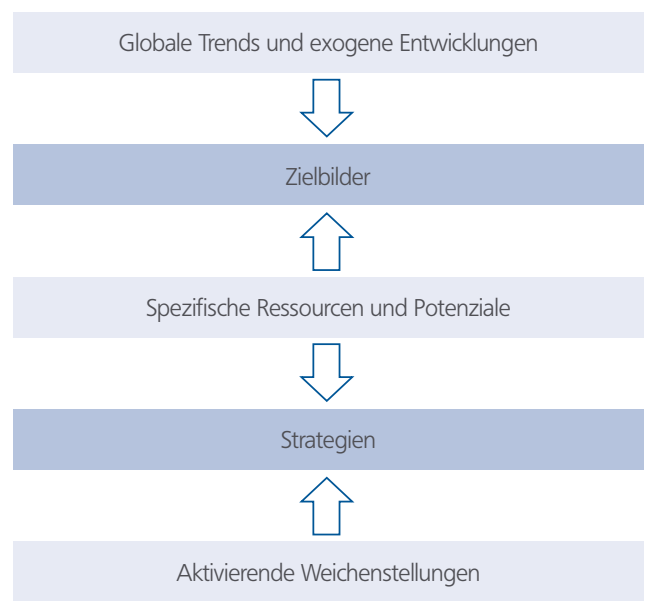 Globale Trends und exogene Entwicklungen
Zielbilder
Spezifische Ressourcen und Potenziale
Strategien
Aktivierende Weichenstellungen